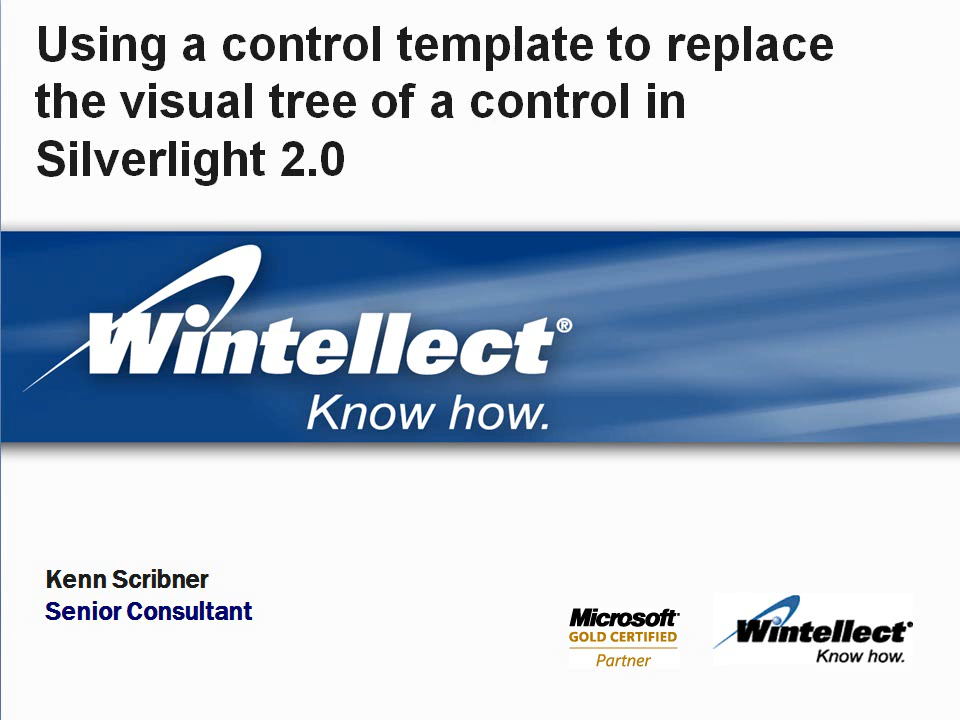 Using a control template to replace
the visual tree of a control in
Silverlight 2.0
Wintellect®
Know how.
Kenn Scribner
Senior Consultant
Microsoft
GOLD CERTIFIED
Partner
Wintellect
Know how.